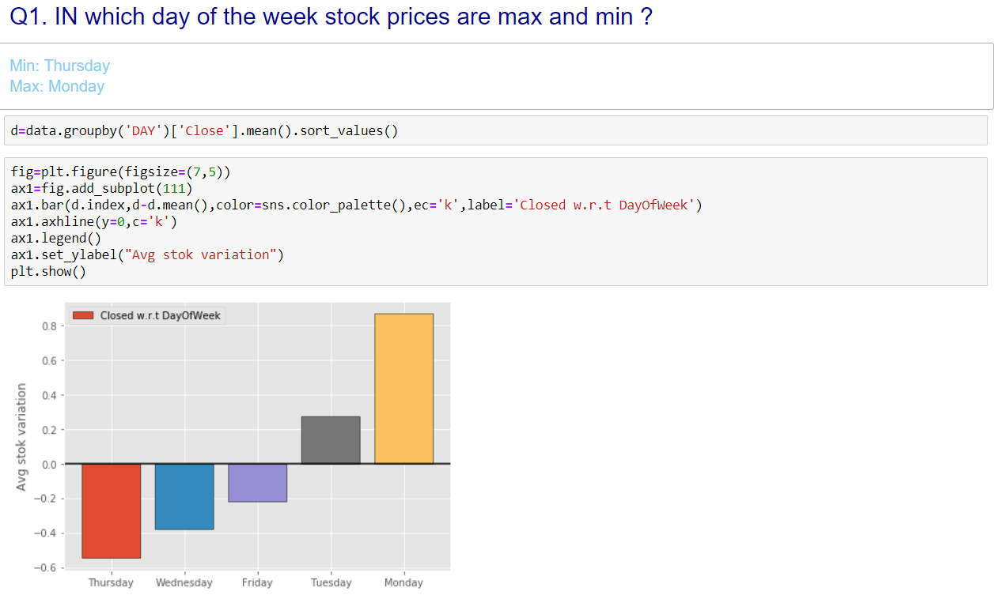 Q1. IN which day of the week stock prices are max and min ?
Min: Thursday
Max: Monday
d=data.groupby('DAY')['Close'].mean().sort_values()
fig=plt.figure(figsize=(7,5))
ax1=fig.add_subplot(111)
ax1.bar(d.index,d-d.mean(),color=sns.color_palette(),ec='k',label='Closed w.r.t DayOfWeek')
ax1.axhline(y=0,c='k')
ax1.legend()
ax1.set_ylabel("Avg stok variation")
plt.show()
Closed w.r.t DayOfWeek
Avg stok variation
0.8
0.6
0.4
0.2
0.0
−0.2
−0.4
−0.6
Thursday Wednesday Friday Tuesday Monday